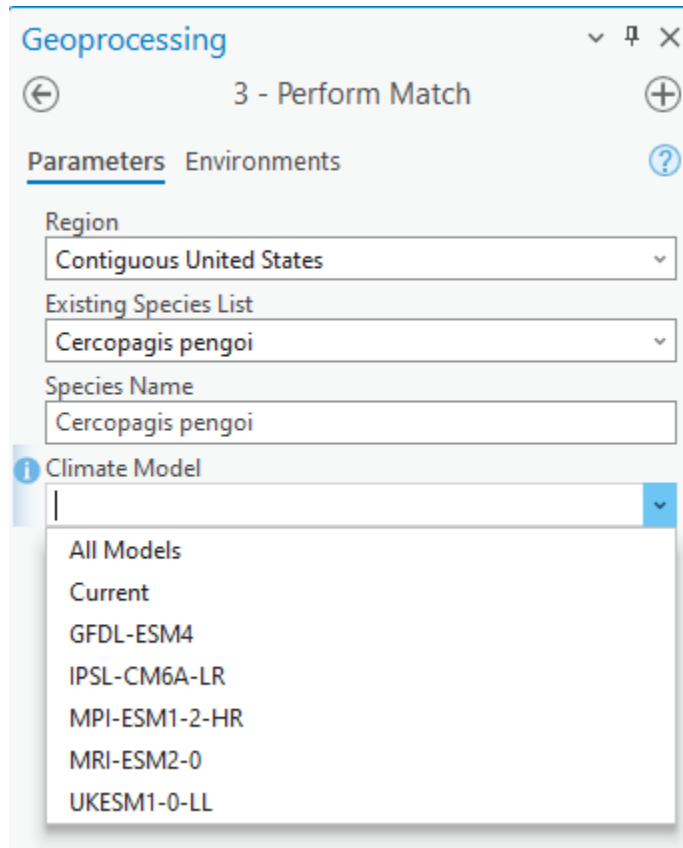 Geoprocessing
3 - Perform Match
Parameters Environments
Region
Contiguous United States
Existing Species List
Cercopagis pengoi
Species Name
Cercopagis pengoi
Climate Model
All Models
Current
GFDL-ESM4
IPSL-CM6A-LR
MPI-ESM1-2-HR
MRI-ESM2-0
UKESM1-0-LL